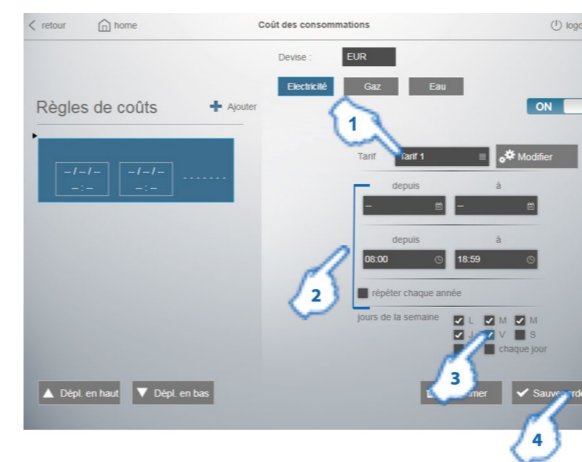 retour home Coût des consommations
Devise : EUR
Electricité Gaz Eau
Règles de coûts Ajouter
ON
1
Tarif Tarif 1 Modifier
– / – / – – / – / – - - - - - - -
– : – – : –
depuis à
– –
depuis à
08:00 18:59
2
répéter chaque année
jours de la semaine L M M
J V S
chaque jour
3
Dépl. en haut Dépl. en bas
4